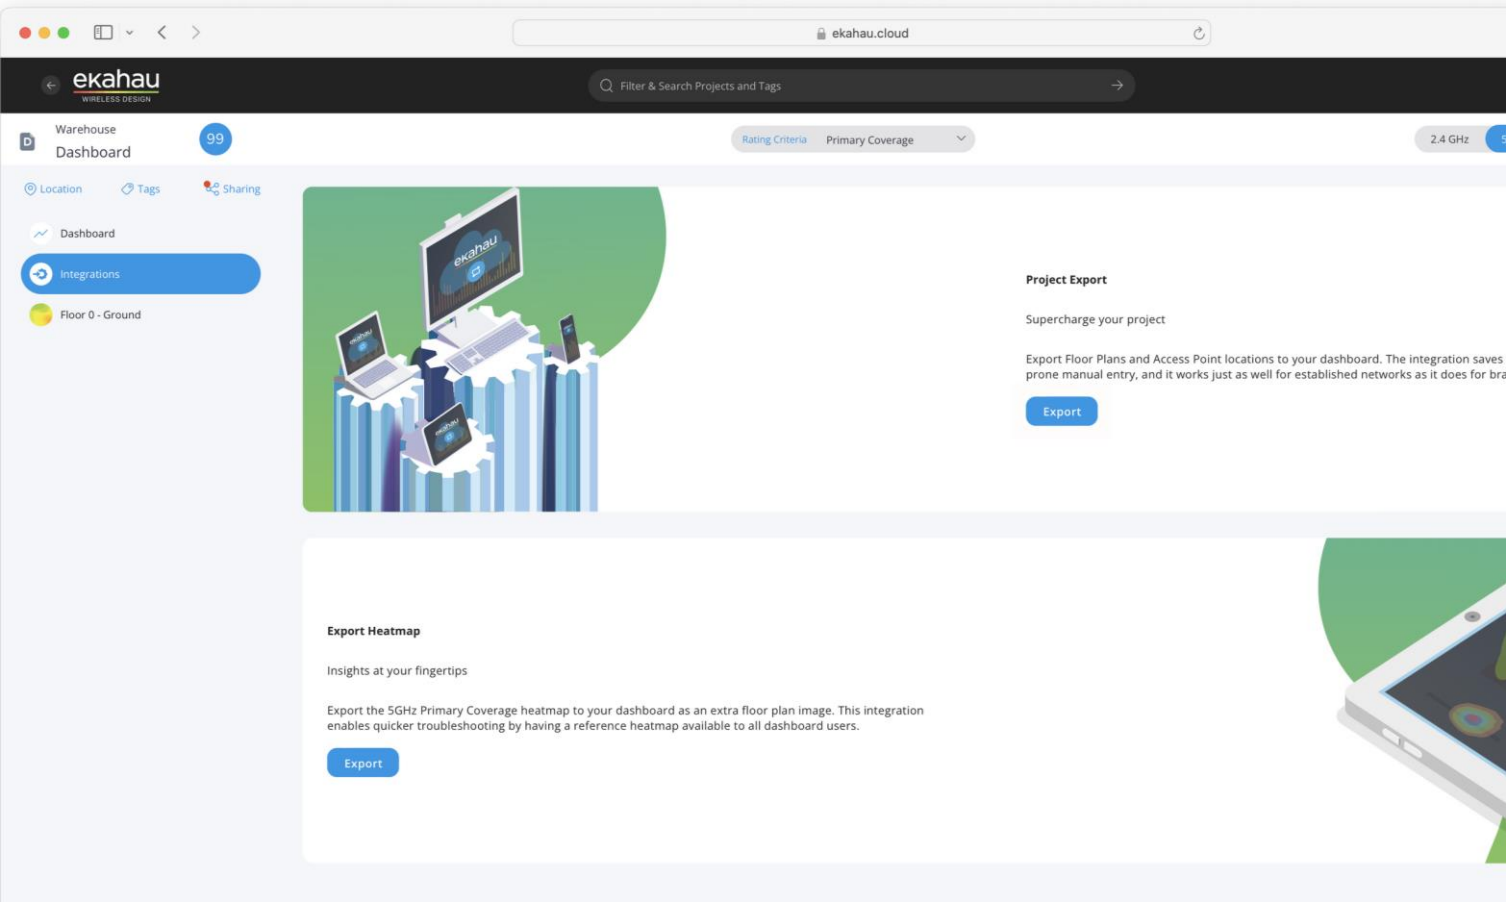 ekahau.cloud
ekahau
WIRELESS DESIGN
Filter & Search Projects and Tags
Warehouse
Dashboard
99
Rating Criteria Primary Coverage
2.4 GHz 5
Location Tags Sharing
Dashboard
Integrations
Floor 0 - Ground
ekahau
ekahau
ekahau
Project Export
Supercharge your project
Export Floor Plans and Access Point locations to your dashboard. The integration saves
prone manual entry, and it works just as well for established networks as it does for bra
Export
Export Heatmap
Insights at your fingertips
Export the 5GHz Primary Coverage heatmap to your dashboard as an extra floor plan image. This integration
enables quicker troubleshooting by having a reference heatmap available to all dashboard users.
Export